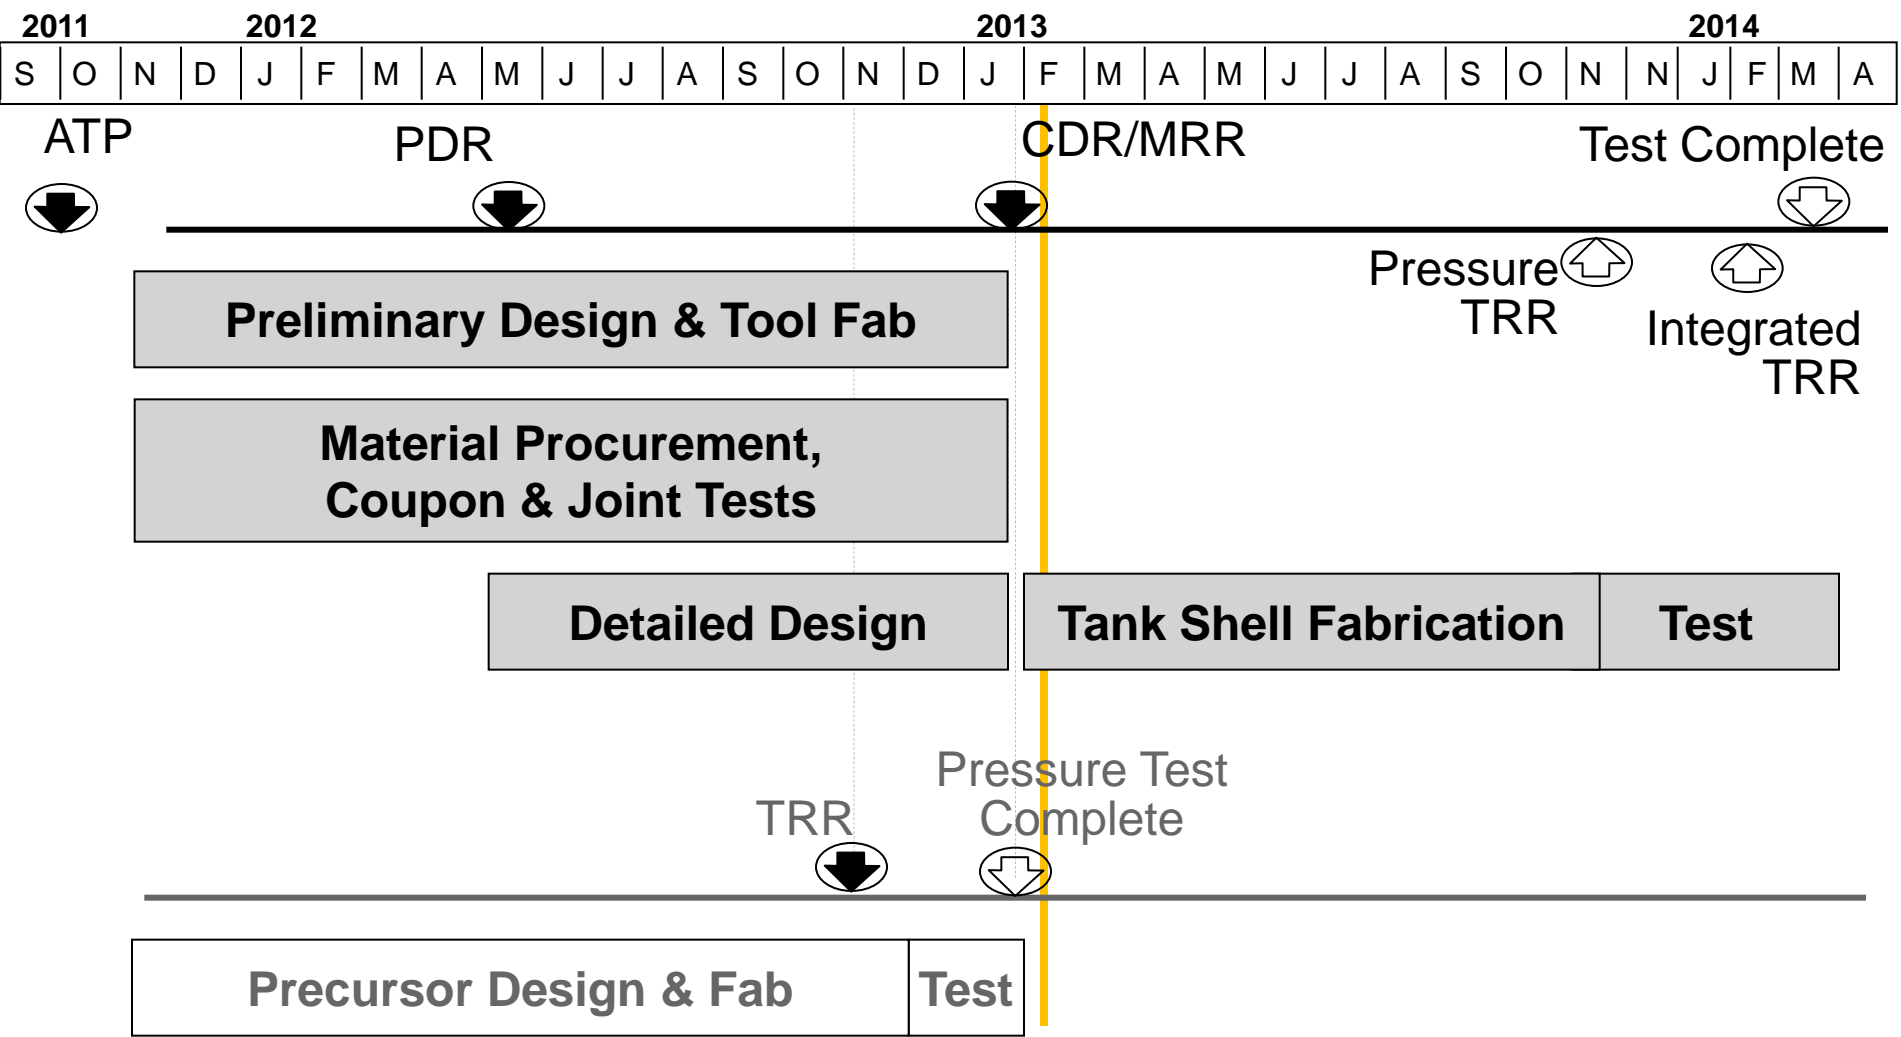 2011 2012 2013 2014
S O N D J F M A M J J A S O N D J F M A M J J A S O N N J F M A
ATP
PDR
CDR/MRR
Test Complete
Pressure
TRR
Integrated
TRR
Preliminary Design & Tool Fab
Material Procurement,
Coupon & Joint Tests
Detailed Design
Tank Shell Fabrication
Test
Pressure Test
Complete
TRR
Precursor Design & Fab
Test